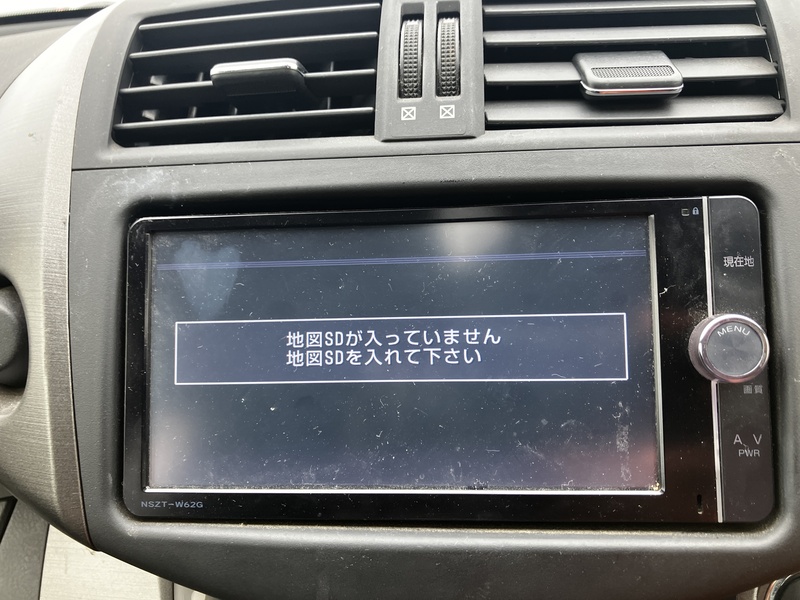 現在地
MENU
地図SDが入っていません
地図SDを入れて下さい
画質
A V
PWR
NSZT-W62G